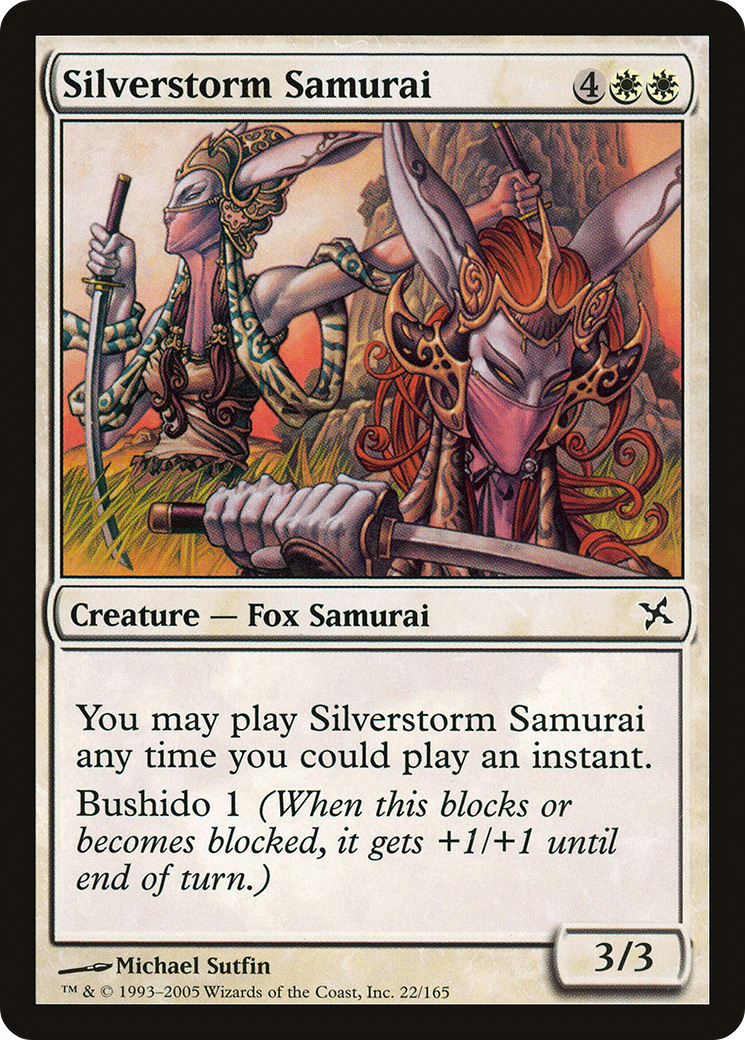 Silverstorm Samurai 4
Creature — Fox Samurai
You may play Silverstorm Samurai
any time you could play an instant.
Bushido 1 (When this blocks or
becomes blocked, it gets +1/+1 until
end of turn.)
3/3
Michael Sutfin
™ & © 1993–2005 Wizards of the Coast, Inc. 22/165